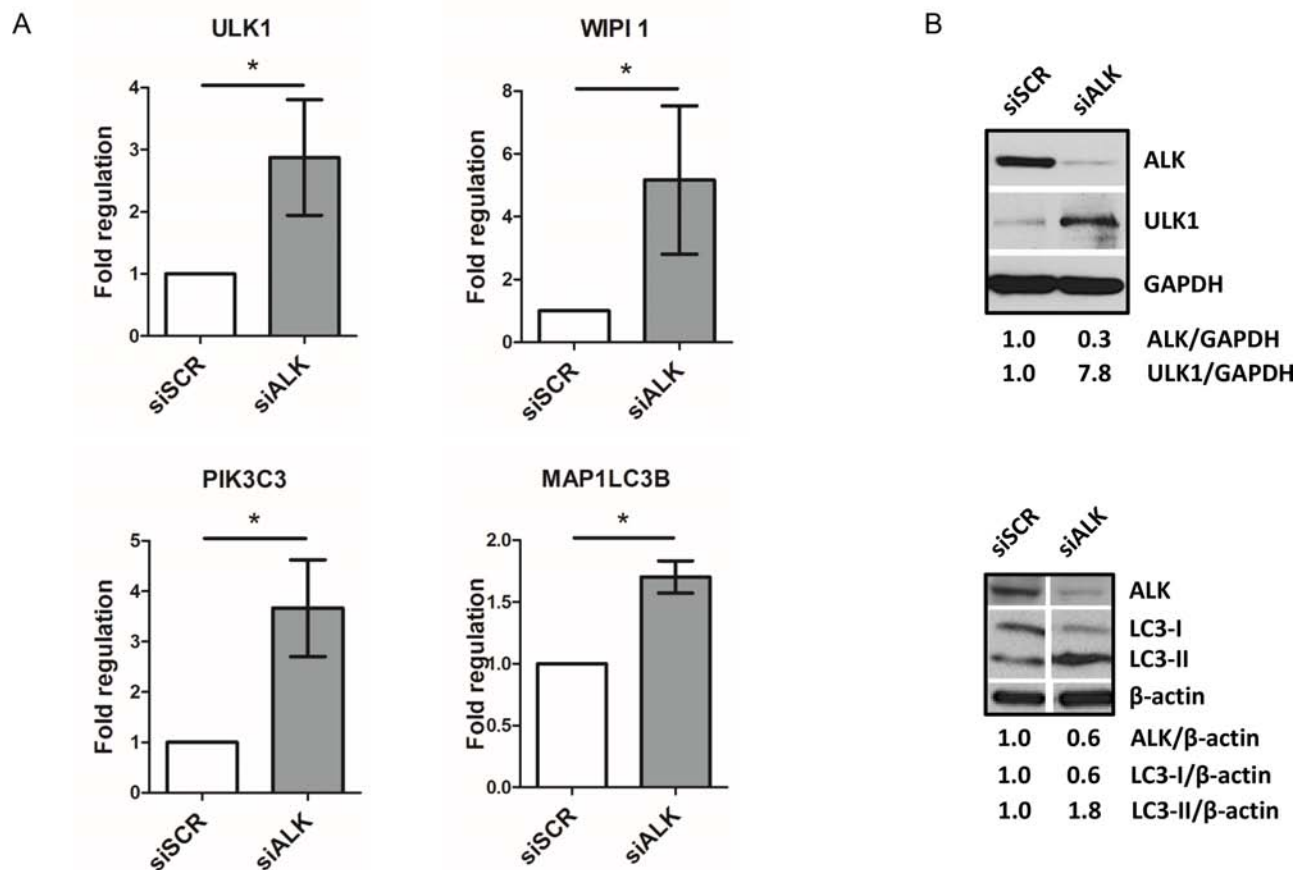 A
ULK1
*
Fold regulation
4
3
2
1
0
siSCR
siALK
WIPI 1
*
Fold regulation
8
6
4
2
0
siSCR
siALK
PIK3C3
*
Fold regulation
5
4
3
2
1
0
siSCR
siALK
MAP1LC3B
*
Fold regulation
2.0
1.5
1.0
0.5
0.0
siSCR
siALK
B
siSCR siALK
ALK
ULK1
GAPDH
1.0 0.3 ALK/GAPDH
1.0 7.8 ULK1/GAPDH
siSCR siALK
ALK
LC3-I
LC3-II
β-actin
1.0 0.6 ALK/β-actin
1.0 0.6 LC3-I/β-actin
1.0 1.8 LC3-II/β-actin